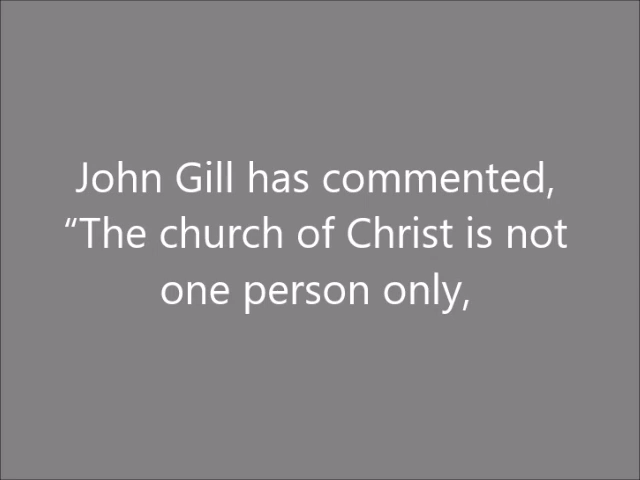 John Gill has commented,
“The church of Christ is not
one person only,